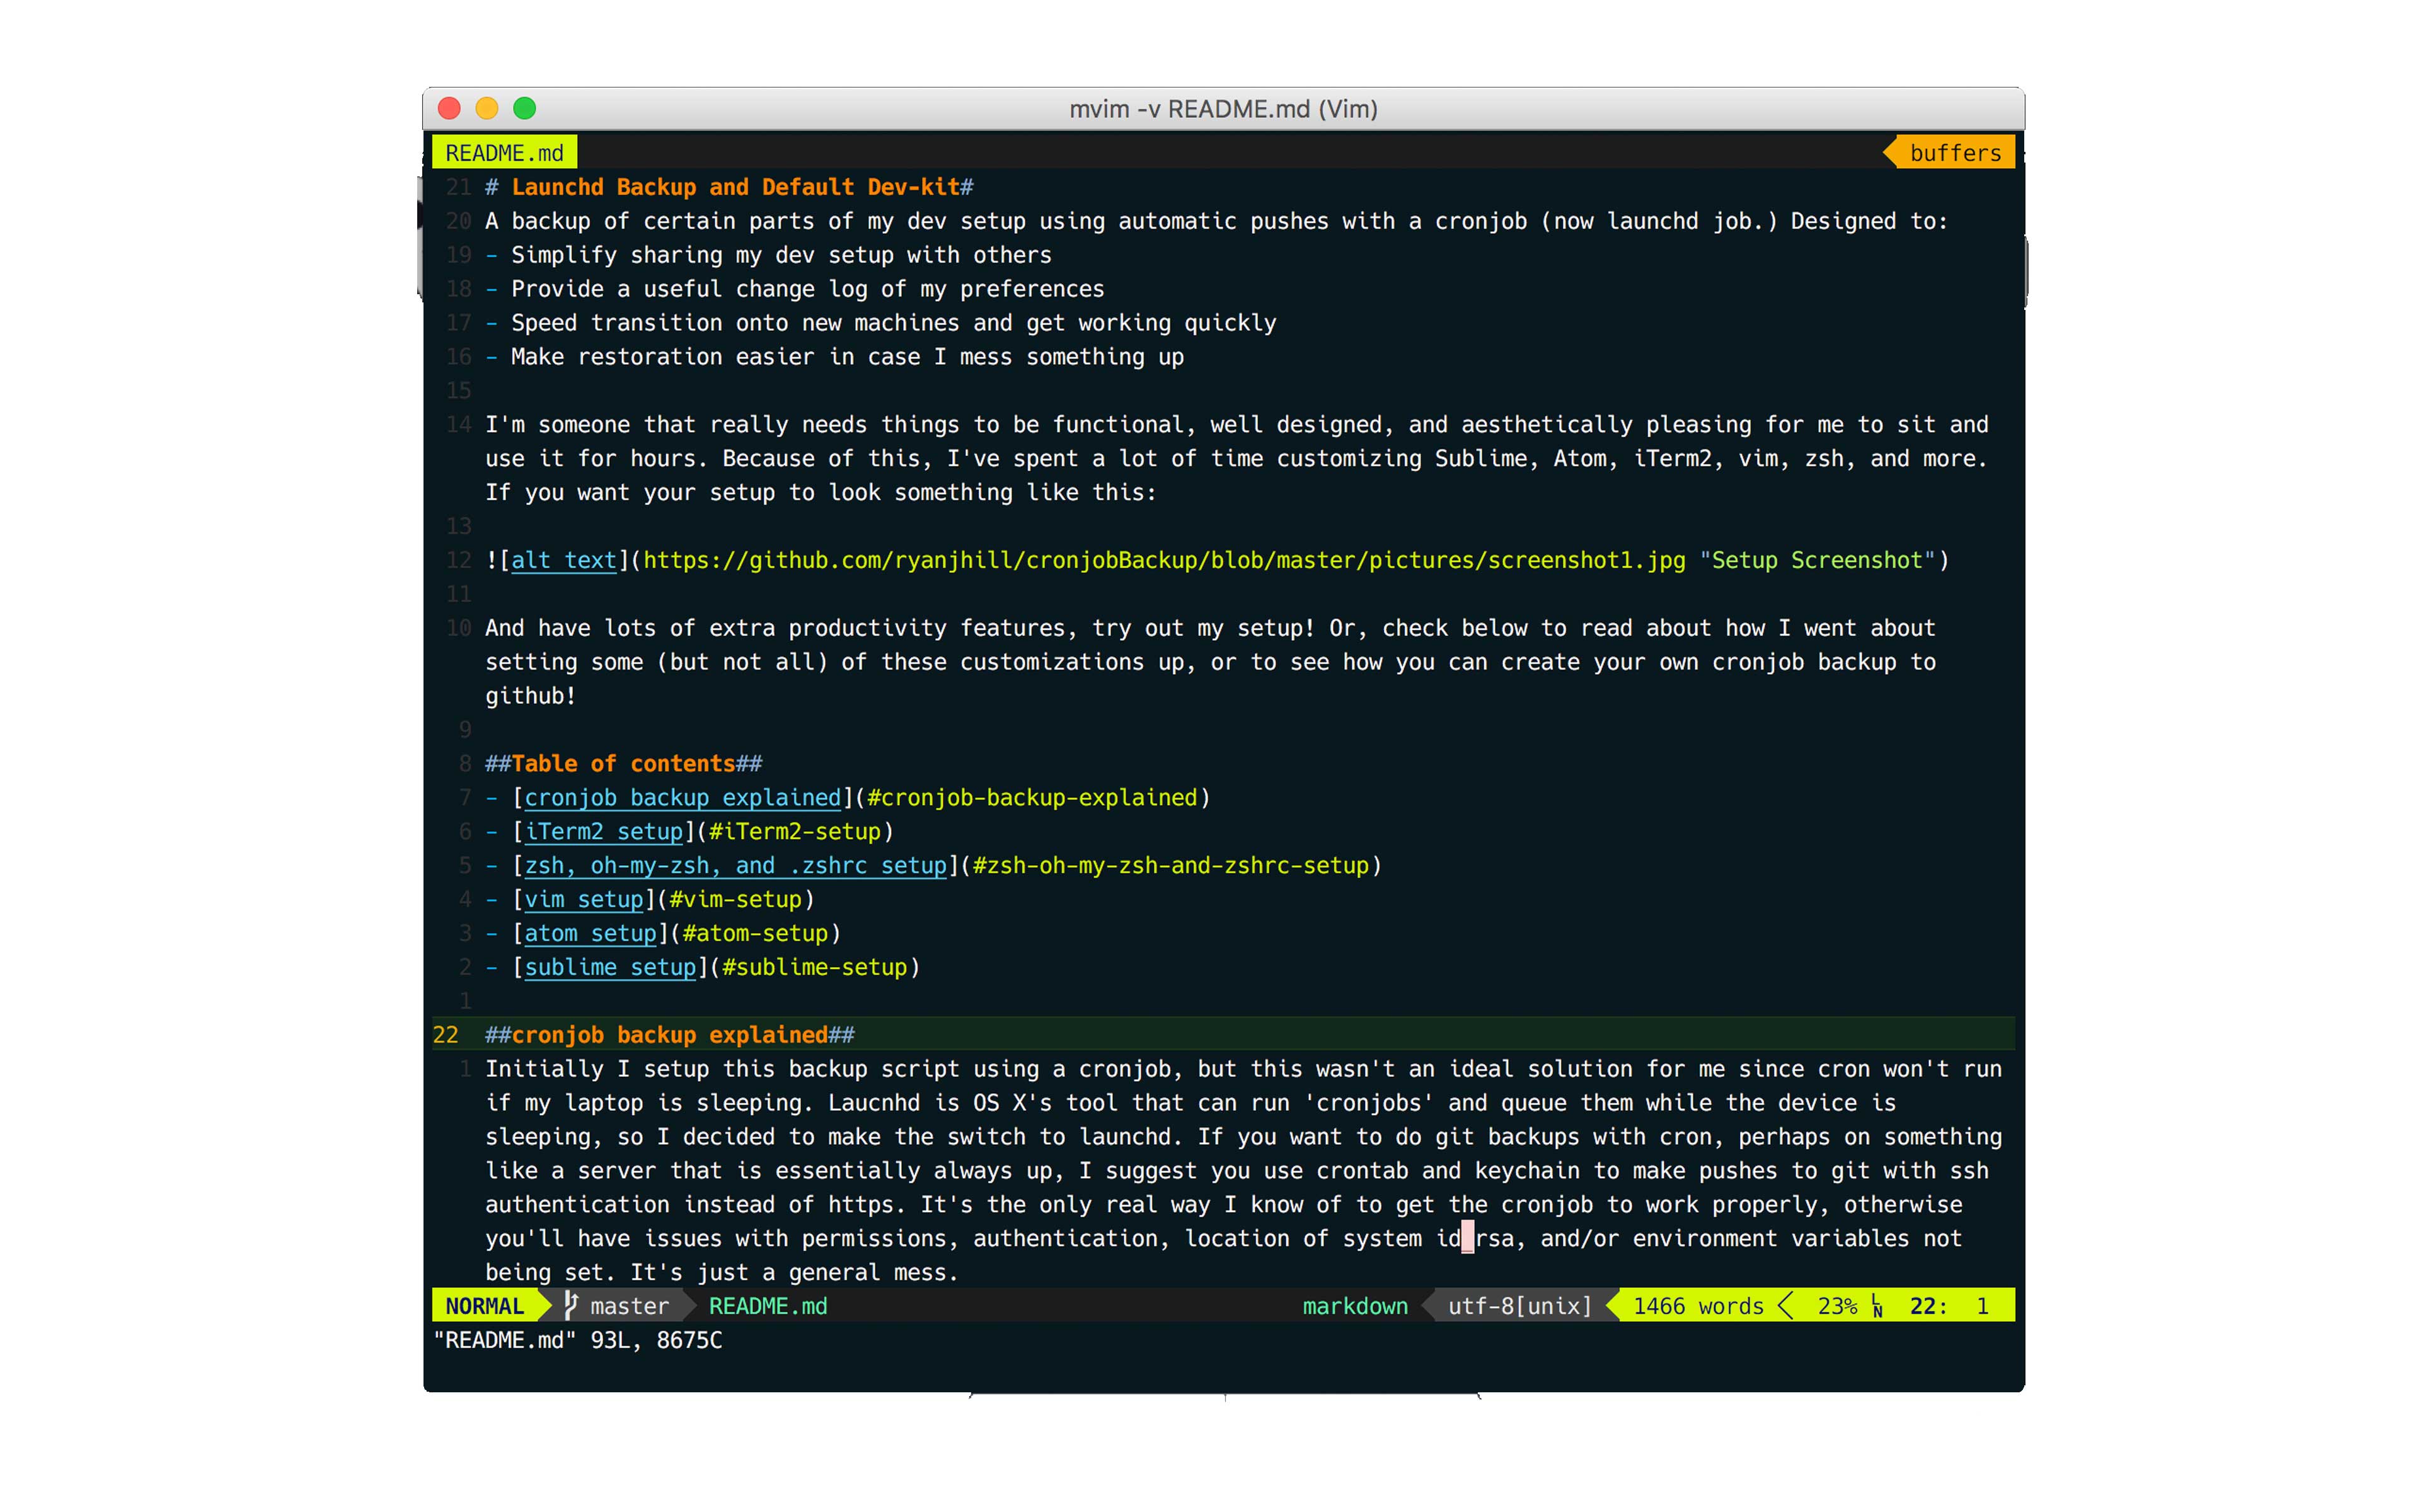 mvim -v README.md (Vim)
README.md buffers
21 # Launchd Backup and Default Dev-kit#
20 A backup of certain parts of my dev setup using automatic pushes with a cronjob (now launchd job.) Designed to:
19 - Simplify sharing my dev setup with others
18 - Provide a useful change log of my preferences
17 - Speed transition onto new machines and get working quickly
16 - Make restoration easier in case I mess something up
15
14 I'm someone that really needs things to be functional, well designed, and aesthetically pleasing for me to sit and
use it for hours. Because of this, I've spent a lot of time customizing Sublime, Atom, iTerm2, vim, zsh, and more.
If you want your setup to look something like this:
13
12 ![alt text](https://github.com/ryanjhill/cronjobBackup/blob/master/pictures/screenshot1.jpg "Setup Screenshot")
11
10 And have lots of extra productivity features, try out my setup! Or, check below to read about how I went about
setting some (but not all) of these customizations up, or to see how you can create your own cronjob backup to
github!
9
8 ##Table of contents##
7 - [cronjob backup explained](#cronjob-backup-explained)
6 - [iTerm2 setup](#iTerm2-setup)
5 - [zsh, oh-my-zsh, and .zshrc setup](#zsh-oh-my-zsh-and-zshrc-setup)
4 - [vim setup](#vim-setup)
3 - [atom setup](#atom-setup)
2 - [sublime setup](#sublime-setup)
1
22 ##cronjob backup explained##
1 Initially I setup this backup script using a cronjob, but this wasn't an ideal solution for me since cron won't run
if my laptop is sleeping. Laucnhd is OS X's tool that can run 'cronjobs' and queue them while the device is
sleeping, so I decided to make the switch to launchd. If you want to do git backups with cron, perhaps on something
like a server that is essentially always up, I suggest you use crontab and keychain to make pushes to git with ssh
authentication instead of https. It's the only real way I know of to get the cronjob to work properly, otherwise
you'll have issues with permissions, authentication, location of system id_rsa, and/or environment variables not
being set. It's just a general mess.
NORMAL master README.md markdown utf-8[unix] 1466 words 23% LN 22: 1
"README.md" 93L, 8675C